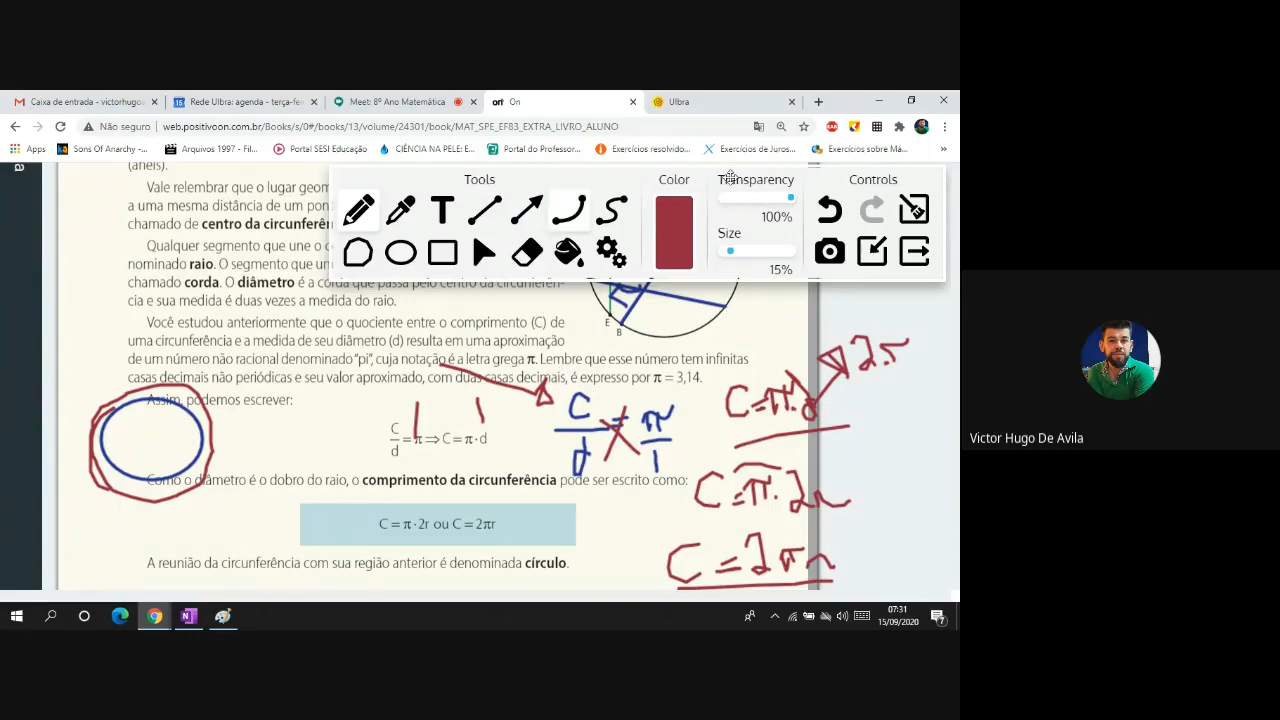 Caixa de entrada - victorhugo
Rede Ulbra: agenda - terça-fei
Meet: 8º Ano Matemática
On
Ulbra
Não seguro
web.positivoon.com.br/Books/s/0#/books/13/volume/24301/book/MAT_SPE_EF83_EXTRA_LIVRO_ALUNO
Apps
Sons Of Anarchy -...
Arquivos 1997 - Fil...
Portal SESI Educação
CIÊNCIA NA PELE: E...
Portal do Professor...
Exercícios resolvido...
Exercícios de Juros...
Exercícios sobre Má...
»
a
(anéis).
Vale relembrar que o lugar geom
a uma mesma distância de um pon
chamado de centro da circunferên
Qualquer segmento que une o c
nominado raio. O segmento que un
chamado corda. O diâmetro é a corda que passa pelo centro da circunferên-
cia e sua medida é duas vezes a medida do raio.
Você estudou anteriormente que o quociente entre o comprimento (C) de
uma circunferência e a medida de seu diâmetro (d) resulta em uma aproximação
de um número não racional denominado “pi”, cuja notação é a letra grega π. Lembre que esse número tem infinitas
casas decimais não periódicas e seu valor aproximado, com duas casas decimais, é expresso por π = 3,14.
Assim, podemos escrever:
C/d = π ⇒ C = π · d
Como o diâmetro é o dobro do raio, o comprimento da circunferência pode ser escrito como:
C = π · 2r ou C = 2πr
A reunião da circunferência com sua região anterior é denominada círculo.
Tools
T
Color
Transparency
100%
Size
15%
Controls
E
B
C/d = π/1
C = π.d
2.r
C = π.2r
C = 2πr
Victor Hugo De Avila
07:31
15/09/2020
7